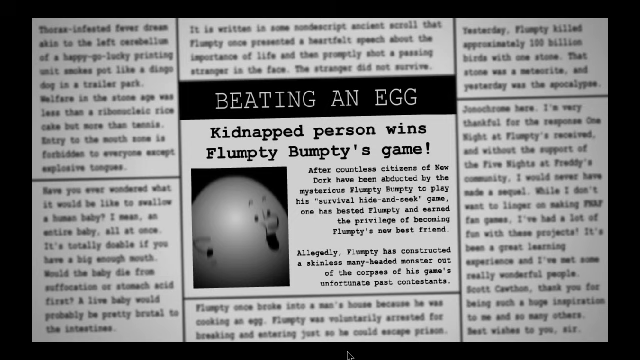 Thoras-infested fever dream
akin to the left cerebellum
of a happy-go-lucky printing
unit smokes pot like a dingo
dog in a trailer park.
Welfare in the stone age was
less than a ribonucleic rice
cake but more than tennis.
Entry to the mouth zone is
forbidden to everyone except
explosive tongues.
Have you ever wondered what
it would be like to swallow
a human baby? I mean, an
entire baby, all at once.
It's totally doable if you
have a big enough mouth.
Would the baby die from
suffocation or stomach acid
first? A live baby would
probably be pretty brutal to
the intestines.
It is written in some nondescript ancient scroll that
Flumpty once presented a heartfelt speech about the
importance of life and then promptly shot a passing
stranger in the face. The stranger did not survive.
BEATING AN EGG
Kidnapped person wins
Flumpty Bumpty's game!
After countless citizens of New
Dork have been abducted by the
mysterious Flumpty Bumpty to play
his "survival hide-and-seek" game,
one has bested Flumpty and earned
the privilege of becoming
Flumpty's new best friend.
Allegedly, Flumpty has constructed
a skinless many-headed monster out
of the corpses of his game's
unfortunate past contestants.
Flumpty once broke into a man's house because he was
cooking an egg. Flumpty was voluntarily arrested for
breaking and entering just so he could escape prison.
Yesterday, Flumpty killed
approximately 100 billion
birds with one stone. That
stone was a meteorite, and
yesterday was the apocalypse.
Jonochrome here. I'm very
thankful for the response One
Night at Flumpty's received,
and without the support of
the Five Nights at Freddy's
community, I would never have
made a sequel. While I don't
want to linger on making FNAF
fan games, I've had a lot of
fun with these projects! It's
been a great learning
experience and I've met some
really wonderful people.
Scott Cawthon, thank you for
being such a huge inspiration
to me and so many others.
Best wishes to you, sir.